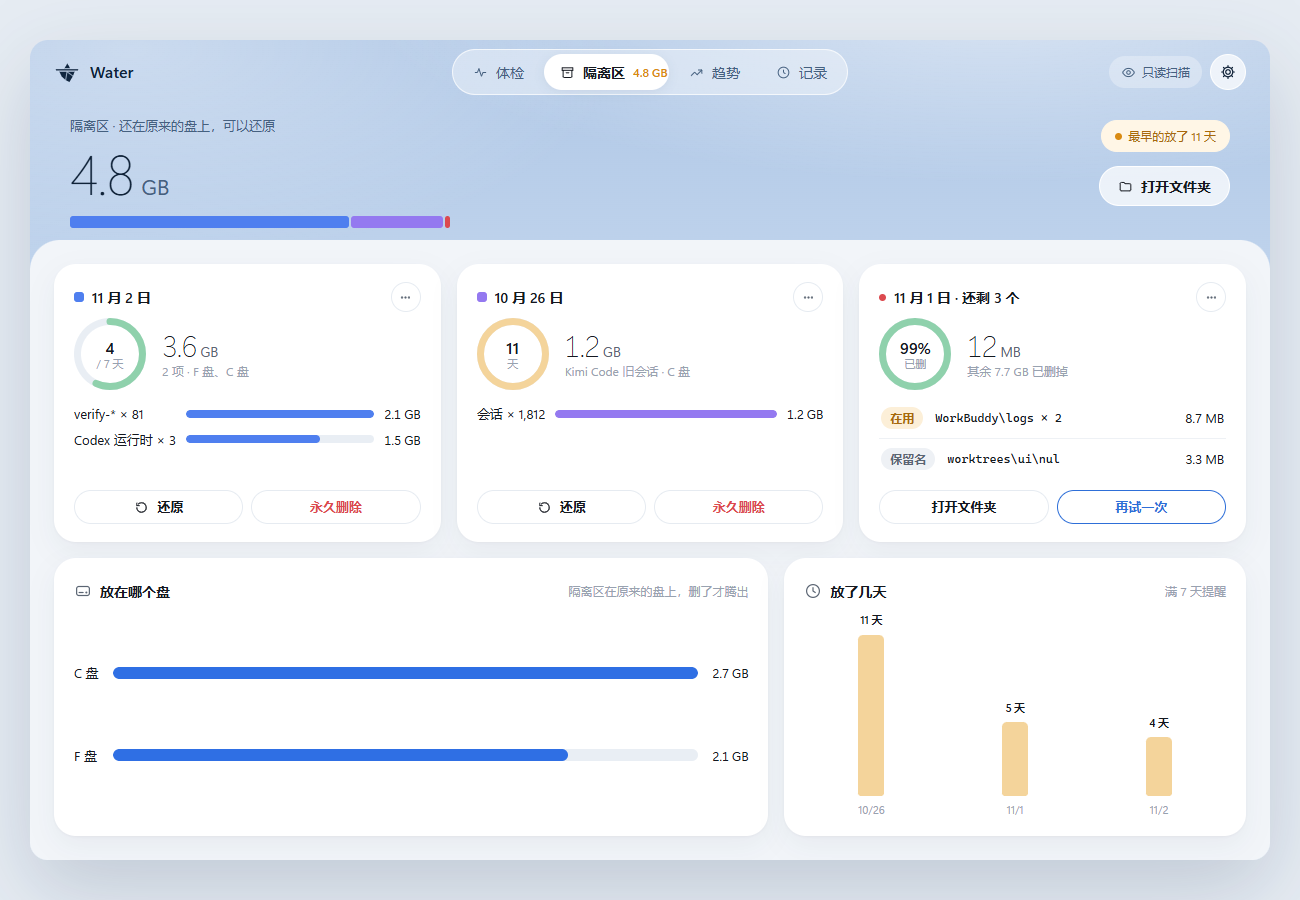 Water
体检
隔离区 4.8 GB
趋势
记录
只读扫描
隔离区 · 还在原来的盘上，可以还原
4.8 GB
最早的放了 11 天
打开文件夹
11 月 2 日
4
/ 7 天
3.6 GB
2 项 · F 盘、C 盘
verify-* × 81
2.1 GB
Codex 运行时 × 3
1.5 GB
还原
永久删除
10 月 26 日
11
天
1.2 GB
Kimi Code 旧会话 · C 盘
会话 × 1,812
1.2 GB
还原
永久删除
11 月 1 日 · 还剩 3 个
99%
已删
12 MB
其余 7.7 GB 已删掉
在用 WorkBuddy\logs × 2
8.7 MB
保留名 worktrees\ui\nul
3.3 MB
打开文件夹
再试一次
放在哪个盘
隔离区在原来的盘上，删了才腾出
C 盘
2.7 GB
F 盘
2.1 GB
放了几天
满 7 天提醒
11 天
5 天
4 天
10/26
11/1
11/2